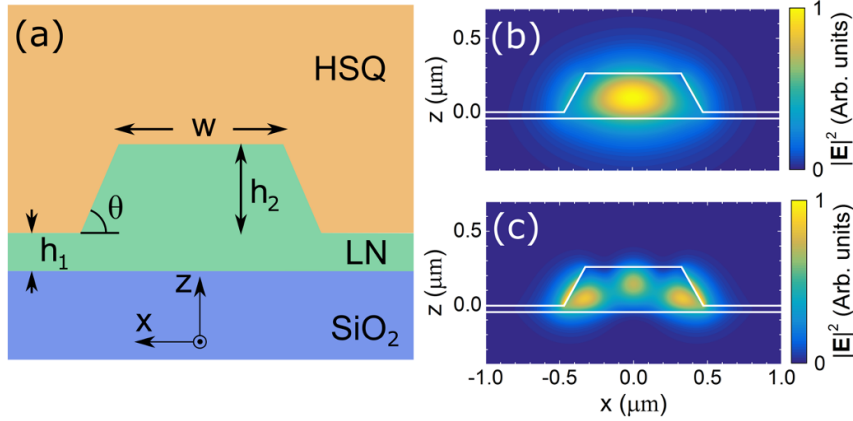 (a)
HSQ
w
h₂
θ
h₁
LN
z
x
SiO₂
(b)
z (μm)
0.5
0.0
1
0
|E|² (Arb. units)
(c)
z (μm)
0.5
0.0
1
0
|E|² (Arb. units)
-1.0 -0.5 0.0 0.5 1.0
x (μm)